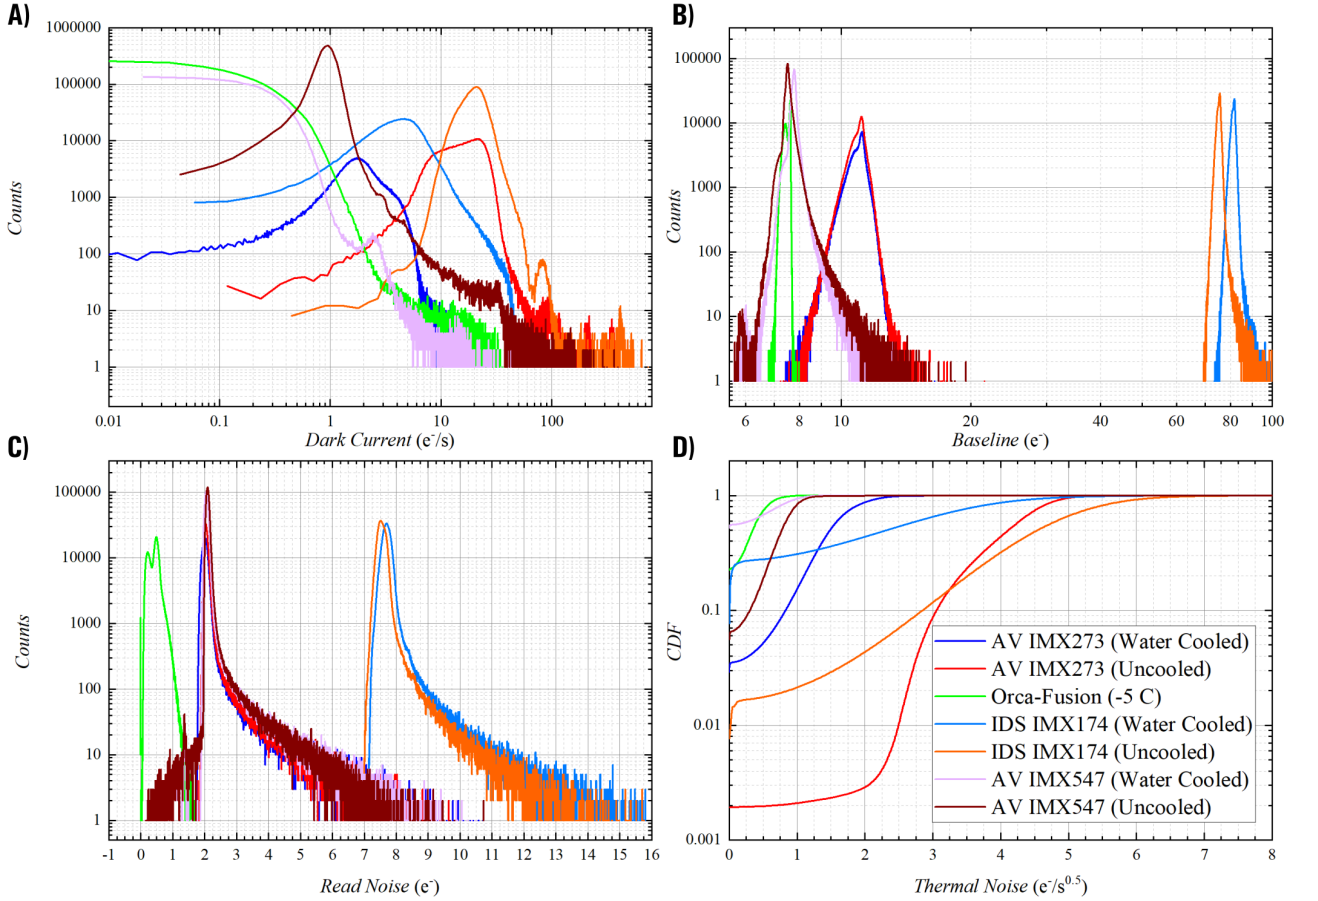 A)
1000000
100000
10000
1000
100
10
1
Counts
0.01
0.1
1
10
100
Dark Current (e⁻/s)
B)
100000
10000
1000
100
10
1
Counts
6
8
10
20
40
60
80
100
Baseline (e⁻)
C)
100000
10000
1000
100
10
1
Counts
-1 0 1 2 3 4 5 6 7 8 9 10 11 12 13 14 15 16
Read Noise (e⁻)
D)
1
0.1
0.01
0.001
CDF
AV IMX273 (Water Cooled)
AV IMX273 (Uncooled)
Orca-Fusion (-5 C)
IDS IMX174 (Water Cooled)
IDS IMX174 (Uncooled)
AV IMX547 (Water Cooled)
AV IMX547 (Uncooled)
0 1 2 3 4 5 6 7 8
Thermal Noise (e⁻/s⁰·⁵)